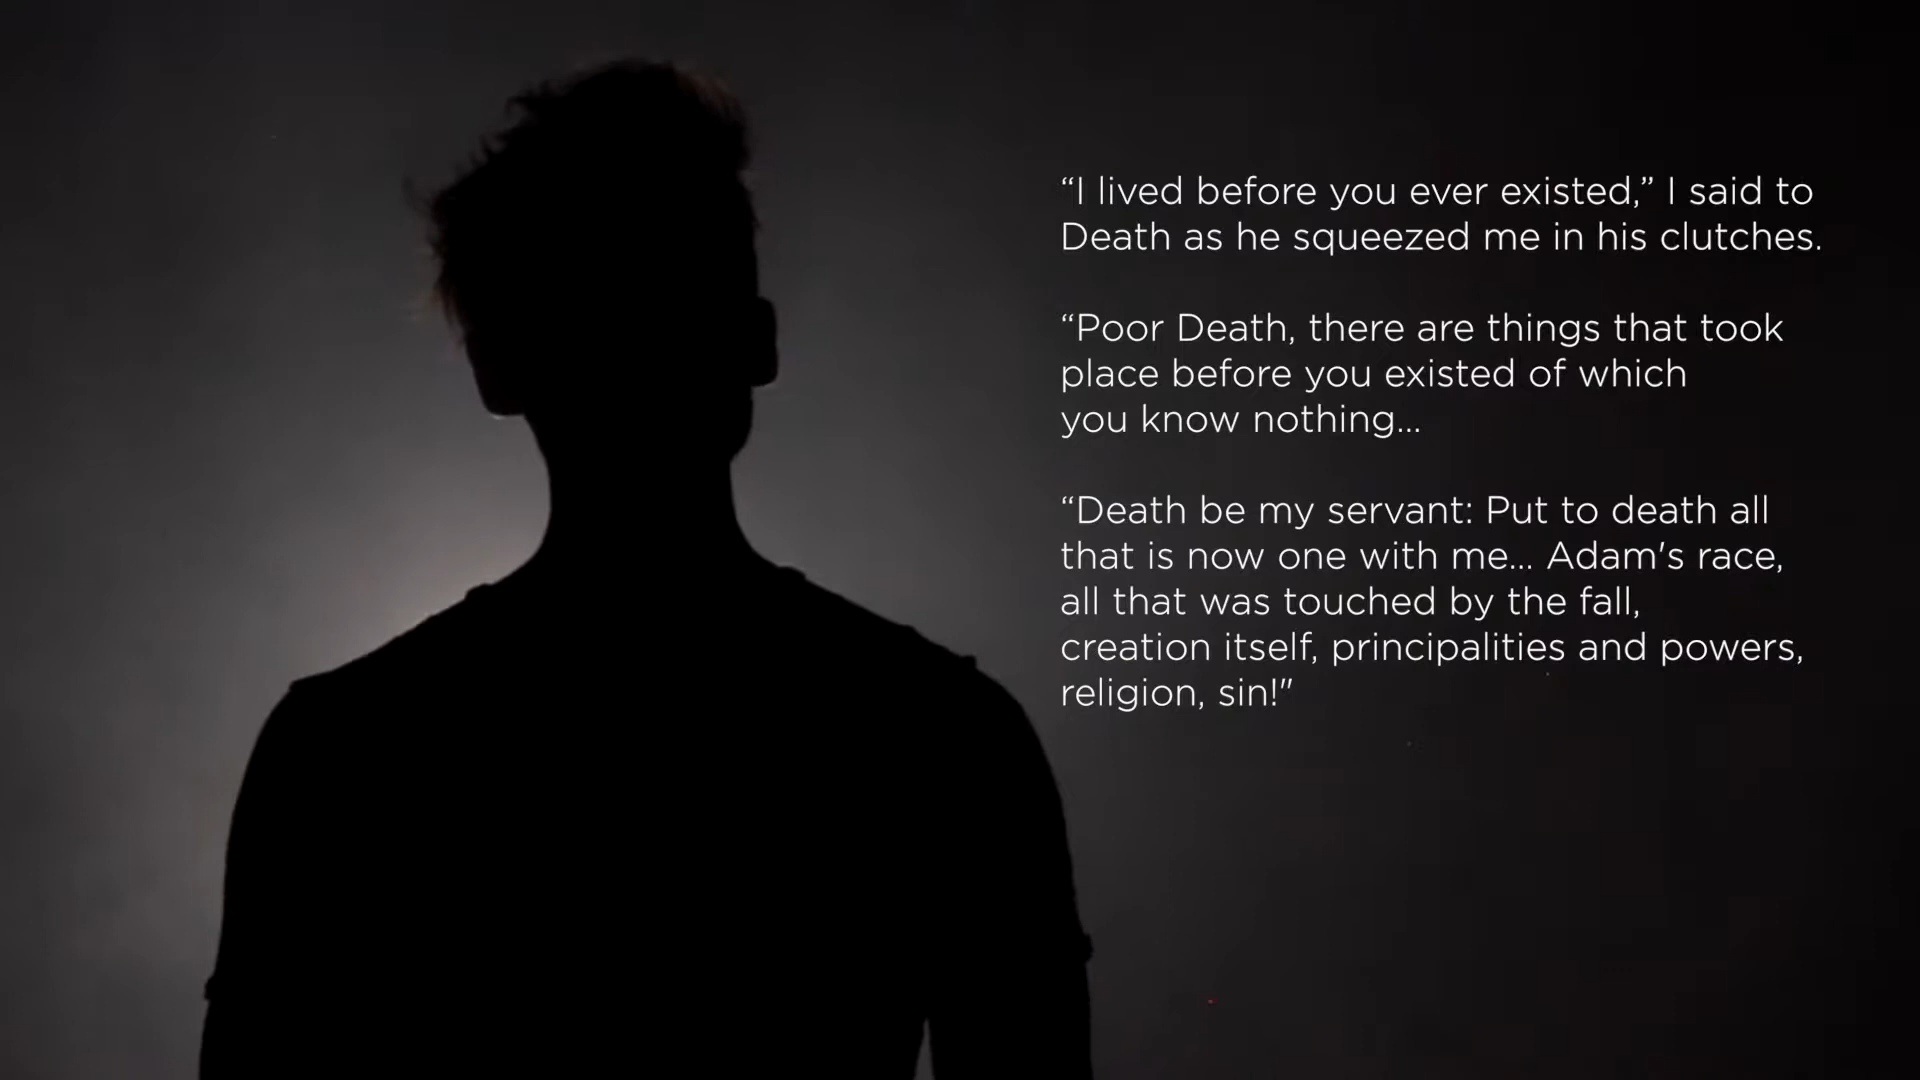 “I lived before you ever existed,” I said to
Death as he squeezed me in his clutches.
“Poor Death, there are things that took
place before you existed of which
you know nothing...
“Death be my servant: Put to death all
that is now one with me... Adam's race,
all that was touched by the fall,
creation itself, principalities and powers,
religion, sin!"